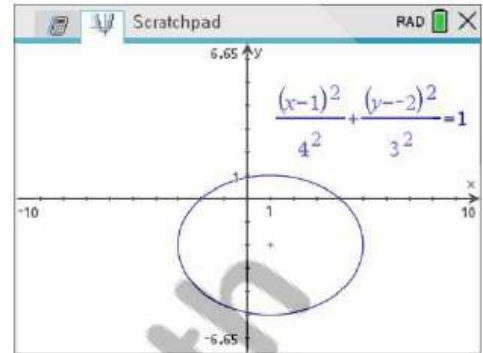 Scratchpad RAD
6.65 y
(x-1)^2/4^2 + (y--2)^2/3^2 =1
1
x
-10 1 10
-6.65